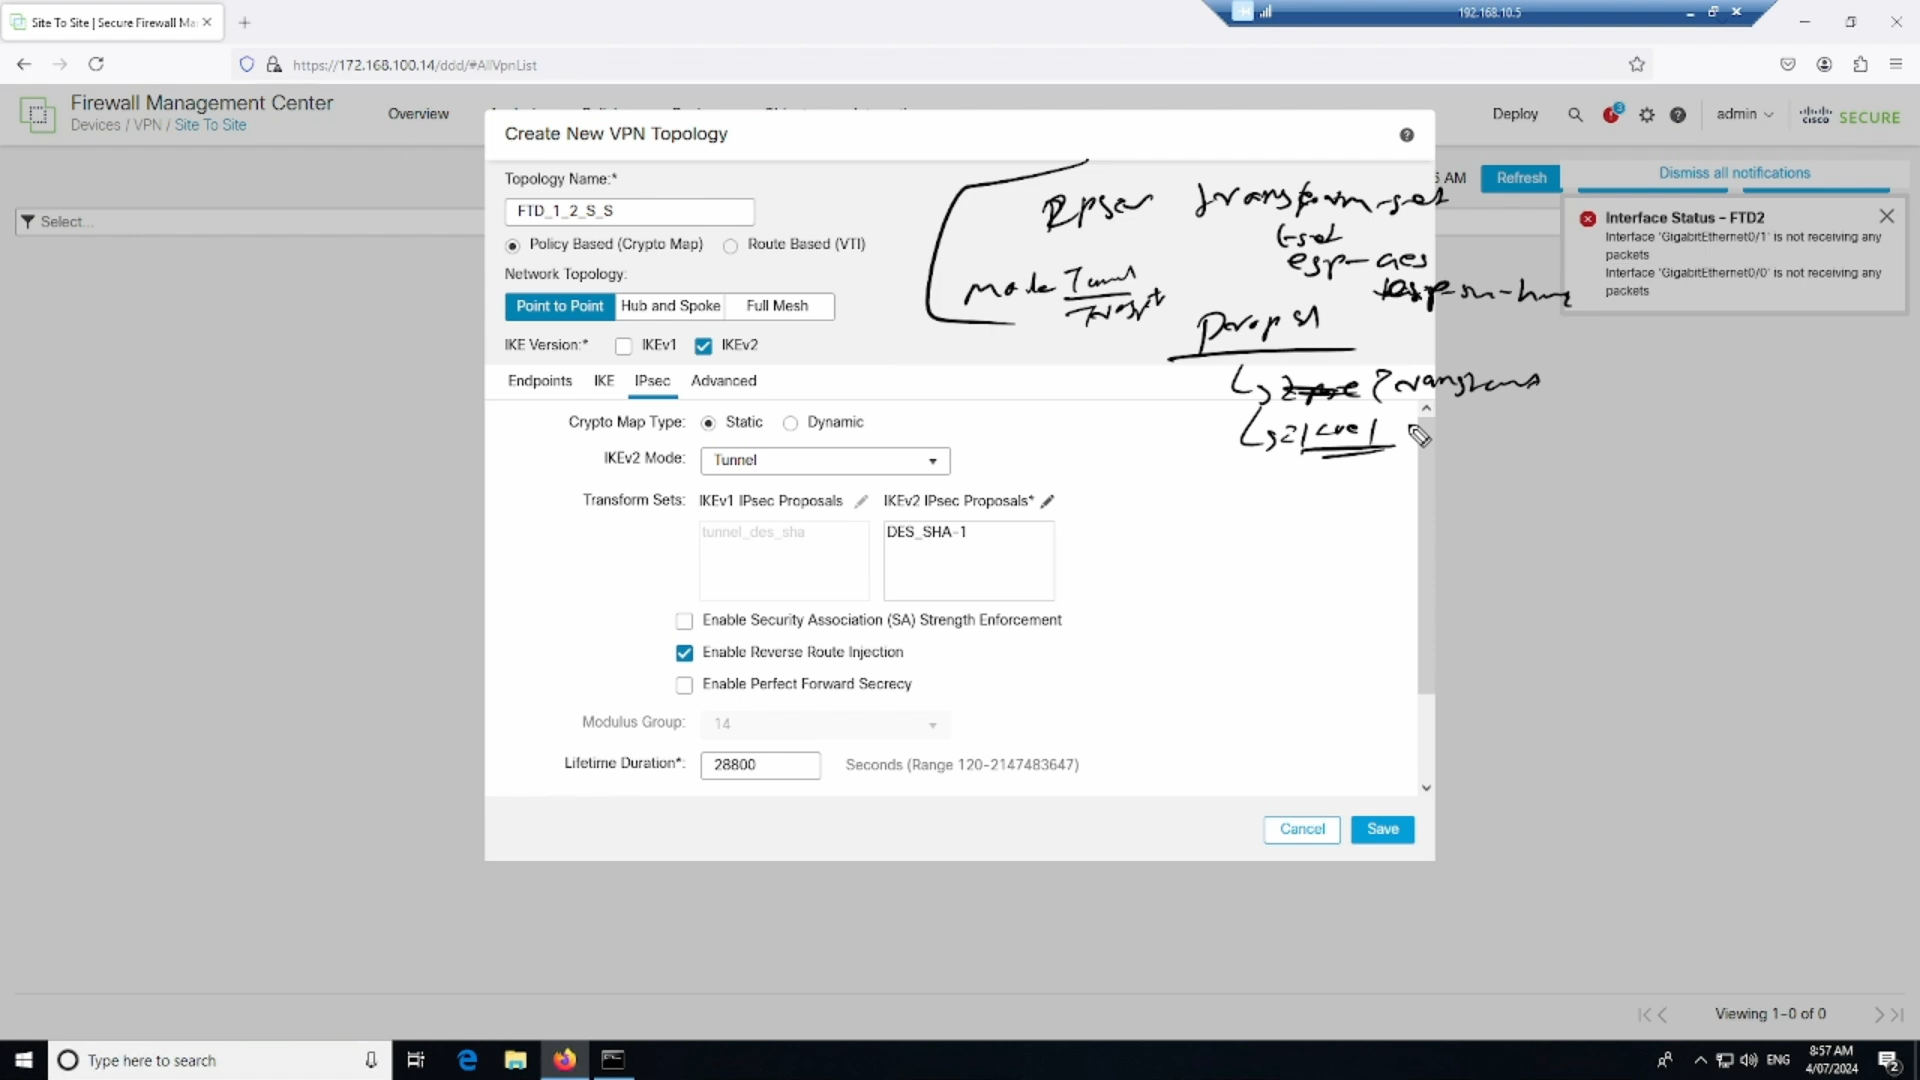 Site To Site | Secure Firewall Ma
192.168.10.5
https://172.168.100.14/ddd/#AllVpnList
Firewall Management Center
Devices / VPN / Site To Site
Overview
Deploy
3
admin
CISCO SECURE
Create New VPN Topology
Topology Name:*
FTD_1_2_S_S
Policy Based (Crypto Map)
Route Based (VTI)
Network Topology:
Point to Point
Hub and Spoke
Full Mesh
IKE Version:*
IKEv1
IKEv2
Endpoints
IKE
IPsec
Advanced
Crypto Map Type:
Static
Dynamic
IKEv2 Mode:
Tunnel
Transform Sets:
IKEv1 IPsec Proposals
IKEv2 IPsec Proposals*
tunnel_des_sha
DES_SHA-1
Enable Security Association (SA) Strength Enforcement
Enable Reverse Route Injection
Enable Perfect Forward Secrecy
Modulus Group:
14
Lifetime Duration*:
28800
Seconds (Range 120-2147483647)
Cancel
Save
transform-set
t-set
esp-aes
mode
AM
Refresh
Dismiss all notifications
Interface Status - FTD2
Interface 'GigabitEthernet0/1' is not receiving any
packets
Interface 'GigabitEthernet0/0' is not receiving any
packets
Select...
Viewing 1-0 of 0
Type here to search
ENG
8:57 AM
4/07/2024
2